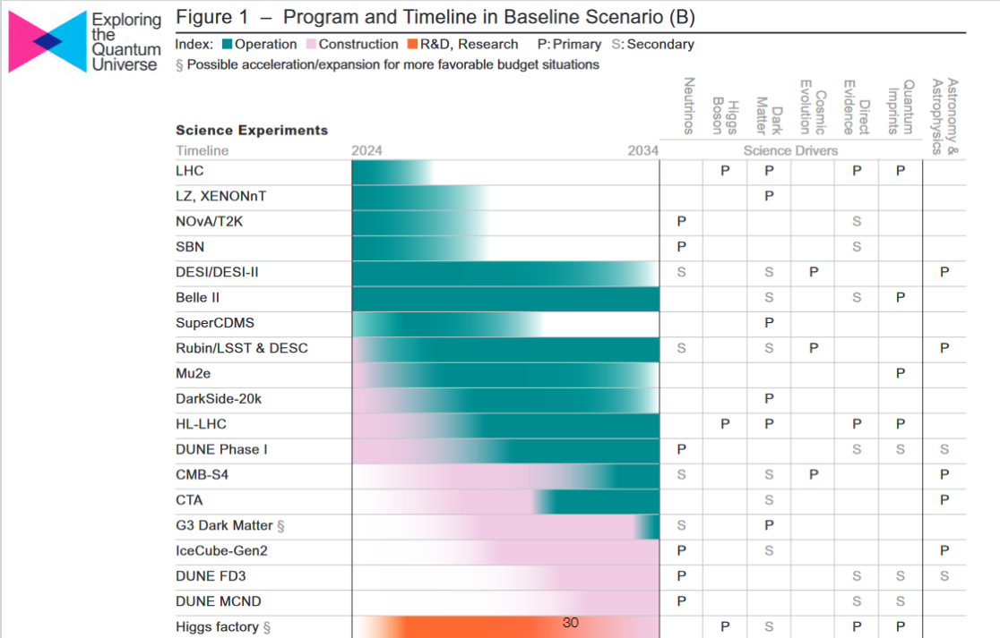 Exploring
the
Quantum
Universe
Figure 1 – Program and Timeline in Baseline Scenario (B)
Index: Operation Construction R&D, Research P: Primary S: Secondary
§ Possible acceleration/expansion for more favorable budget situations
Neutrinos
Higgs
Boson
Dark
Matter
Cosmic
Evolution
Direct
Evidence
Quantum
Imprints
Astronomy &
Astrophysics
Science Experiments
Timeline 2024 2034 Science Drivers
LHC P P P P
LZ, XENONnT P
NOvA/T2K P S
SBN P S
DESI/DESI-II S S P P
Belle II S S P
SuperCDMS P
Rubin/LSST & DESC S S P P
Mu2e P
DarkSide-20k P
HL-LHC P P P P
DUNE Phase I P S S S
CMB-S4 S S P P
CTA S P
G3 Dark Matter § S P
IceCube-Gen2 P S P
DUNE FD3 P S S S
DUNE MCND P S S
Higgs factory § 30 P S P P